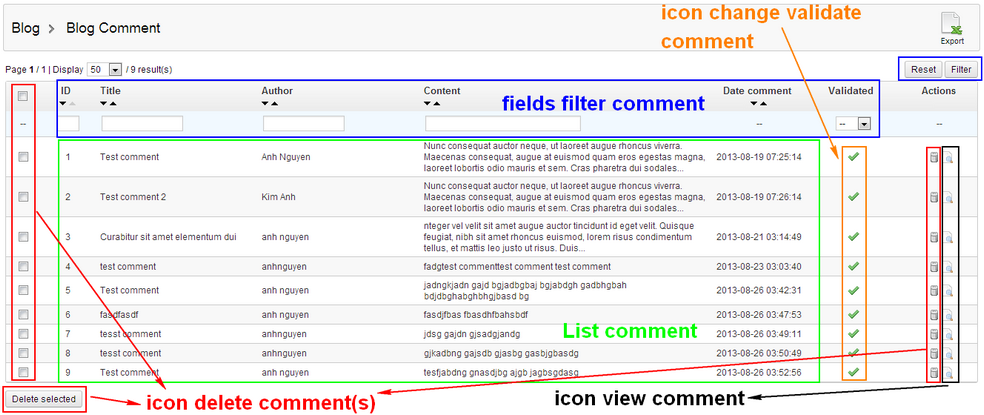 icon change validate
comment
Blog > Blog Comment
Export
Page 1 / 1 | Display 50 / 9 result(s)
Reset Filter
ID Title Author Content Date comment Validated Actions
fields filter comment
-- -- -- --
1 Test comment Anh Nguyen Nunc consequat auctor neque, ut laoreet augue rhoncus viverra.
Maecenas consequat, augue at euismod quam eros egestas magna,
laoreet lobortis odio mauris et sem. Cras pharetra dui sodales... 2013-08-19 07:25:14
2 Test comment 2 Kim Anh Nunc consequat auctor neque, ut laoreet augue rhoncus viverra.
Maecenas consequat, augue at euismod quam eros egestas magna,
laoreet lobortis odio mauris et sem. Cras pharetra dui sodales... 2013-08-19 07:26:14
3 Curabitur sit amet elementum dui anh nguyen nteger vel velit sit amet augue auctor tincidunt id eget velit. Quisque
feugiat, nibh sit amet rhoncus euismod, lorem risus condimentum
tellus, et mattis leo justo ut risus. Duis... 2013-08-21 03:14:49
4 test comment anhnguyen fadgtest commenttest comment test comment 2013-08-23 03:03:40
5 Test comment anh nguyen jadngkjadn gajd bgjadbgbaj bgjabdgh gadbhgbah
bdjdbghabghbhgjbasd bg 2013-08-26 03:42:31
6 fasdfasdf anhnguyen fasdjfbas fbasdhfbahsbdf 2013-08-26 03:47:53
7 tesst comment anhnguyen jdsg gajdn gjsadgjandg 2013-08-26 03:49:11
List comment
8 tesst comment anhnguyen gjkadbng gajsdb gjasbg gasbjgbasdg 2013-08-26 03:50:49
9 Test comment anh nguyen tesfjabdng gnasdjbg ajgb jagbsgdasg 2013-08-26 03:52:56
Delete selected
icon delete comment(s)
icon view comment